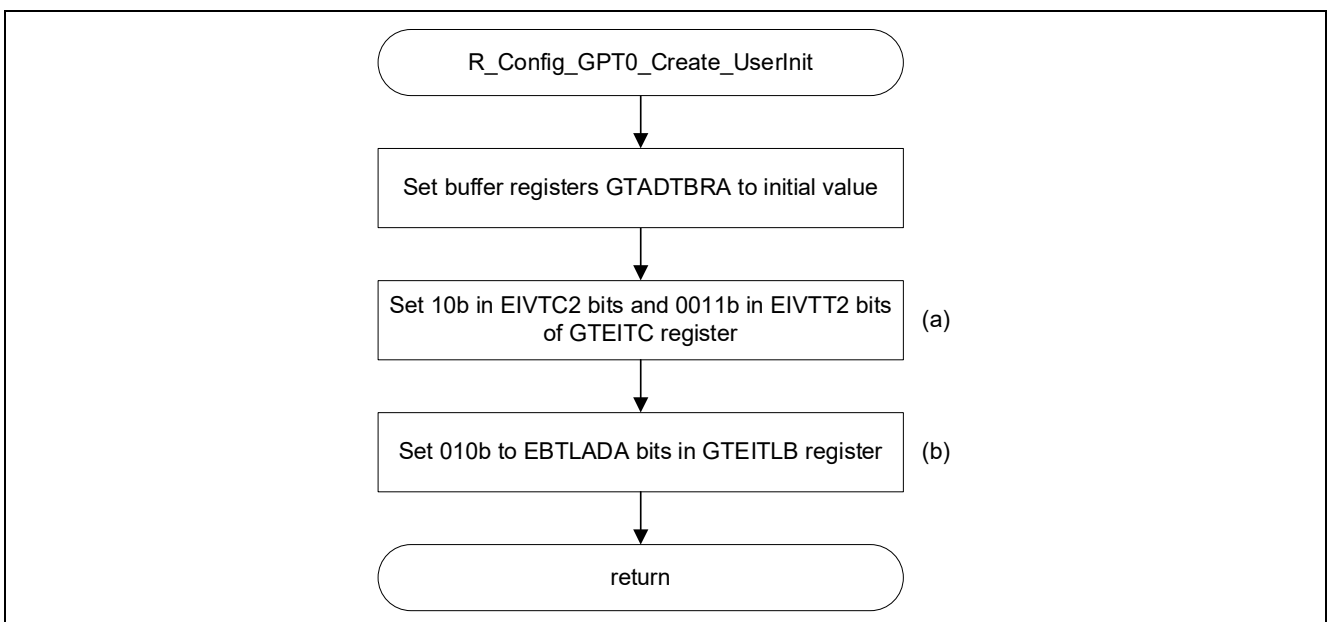 R_Config_GPT0_Create_UserInit
Set buffer registers GTADTBRA to initial value
Set 10b in EIVTC2 bits and 0011b in EIVTT2 bits
of GTEITC register
(a)
Set 010b to EBTLADA bits in GTEITLB register
(b)
return